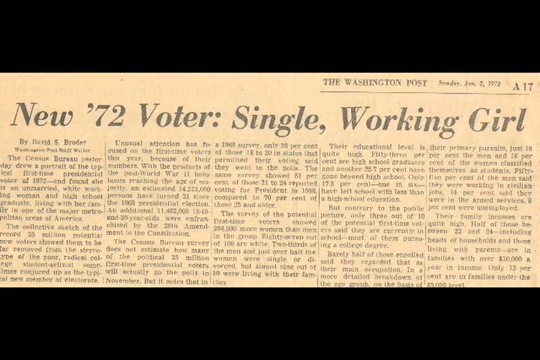 THE WASHINGTON POST Sunday, Jan. 2, 1972 A 17
New '72 Voter: Single, Working Girl
By David S. Broder
Washington Post Staff Writer
The Census Bureau yester-
day drew a portrait of the typ-
ical first-time presidential
voter of 1972—and found she
is an unmarried, white work-
ing woman and high school
graduate, living with her fam-
ily in one of the major metro-
politan areas of America.
The collective sketch of the
record 25 million potential
new voters showed them to be
far removed from the stereo-
type of the poor, radical col-
lege student-activist some-
times conjured up as the typi-
cal new member of electorate.
Unusual attention has fo-
cused on the first-time voters
this year, because of their
numbers. With the products of
the post-World War II baby
boom reaching the age of ma-
jority, an estimated 14,213,000
persons have turned 21 since
the 1968 presidential election.
An additional 11,482,000 18-19-
and-20-year-olds were enfran-
chised by the 26th Amend-
ment to the Constitution.
The Census Bureau survey
does not estimate how many
of the political 25 million
first-time presidential voters
will actually go to the polls in
November. But it notes that in
a 1968 survey, only 38 per cent
of those 18 to 20 in states that
permitted their voting said
they went to the polls. The
same survey showed 51 per
cent of those 21 to 24 reported
voting for President in 1968,
compared to 70 per cent of
those 25 and older.
The survey of the potential
first-time voters showed
264,000 more women than men
in the group. Eighty-seven out
of 100 are white. Two-thirds of
the men and just over half the
women were single or di-
vorced, but almost nine out of
10 were living with their fam-
ilies
Their educational level is
quite high. Fifty-three per
cent are high school graduates
and another 25.7 per cent have
gone beyond high school. Only
17.3 per cent—one in six—
have left school with less than
a high-school education.
But contrary to the public
picture, only three out of 10
of the potential first-time vot-
ers said they are currently in
school—most of them pursu-
ing a college degree.
Barely half of those enrolled
said they regarded that as
their main occupation. In a
more detailed breakdown of
the age group, on the basis of
their primary pursuits, just 18
per cent the men and 16 per
cent of the women classified
themselves as students. Fifty-
five per cent of the total said
they were working in civilian
jobs, 14 per cent said they
were in the armed services, 8
per cent were unemployed.
Their family incomes are
quite high. Half of those be-
tween 22 and 24—including
heads of households and those
living with parents—are in
families with over $10,000 a
year in income. Only 13 per
cent are in families under the
$3,000 level.